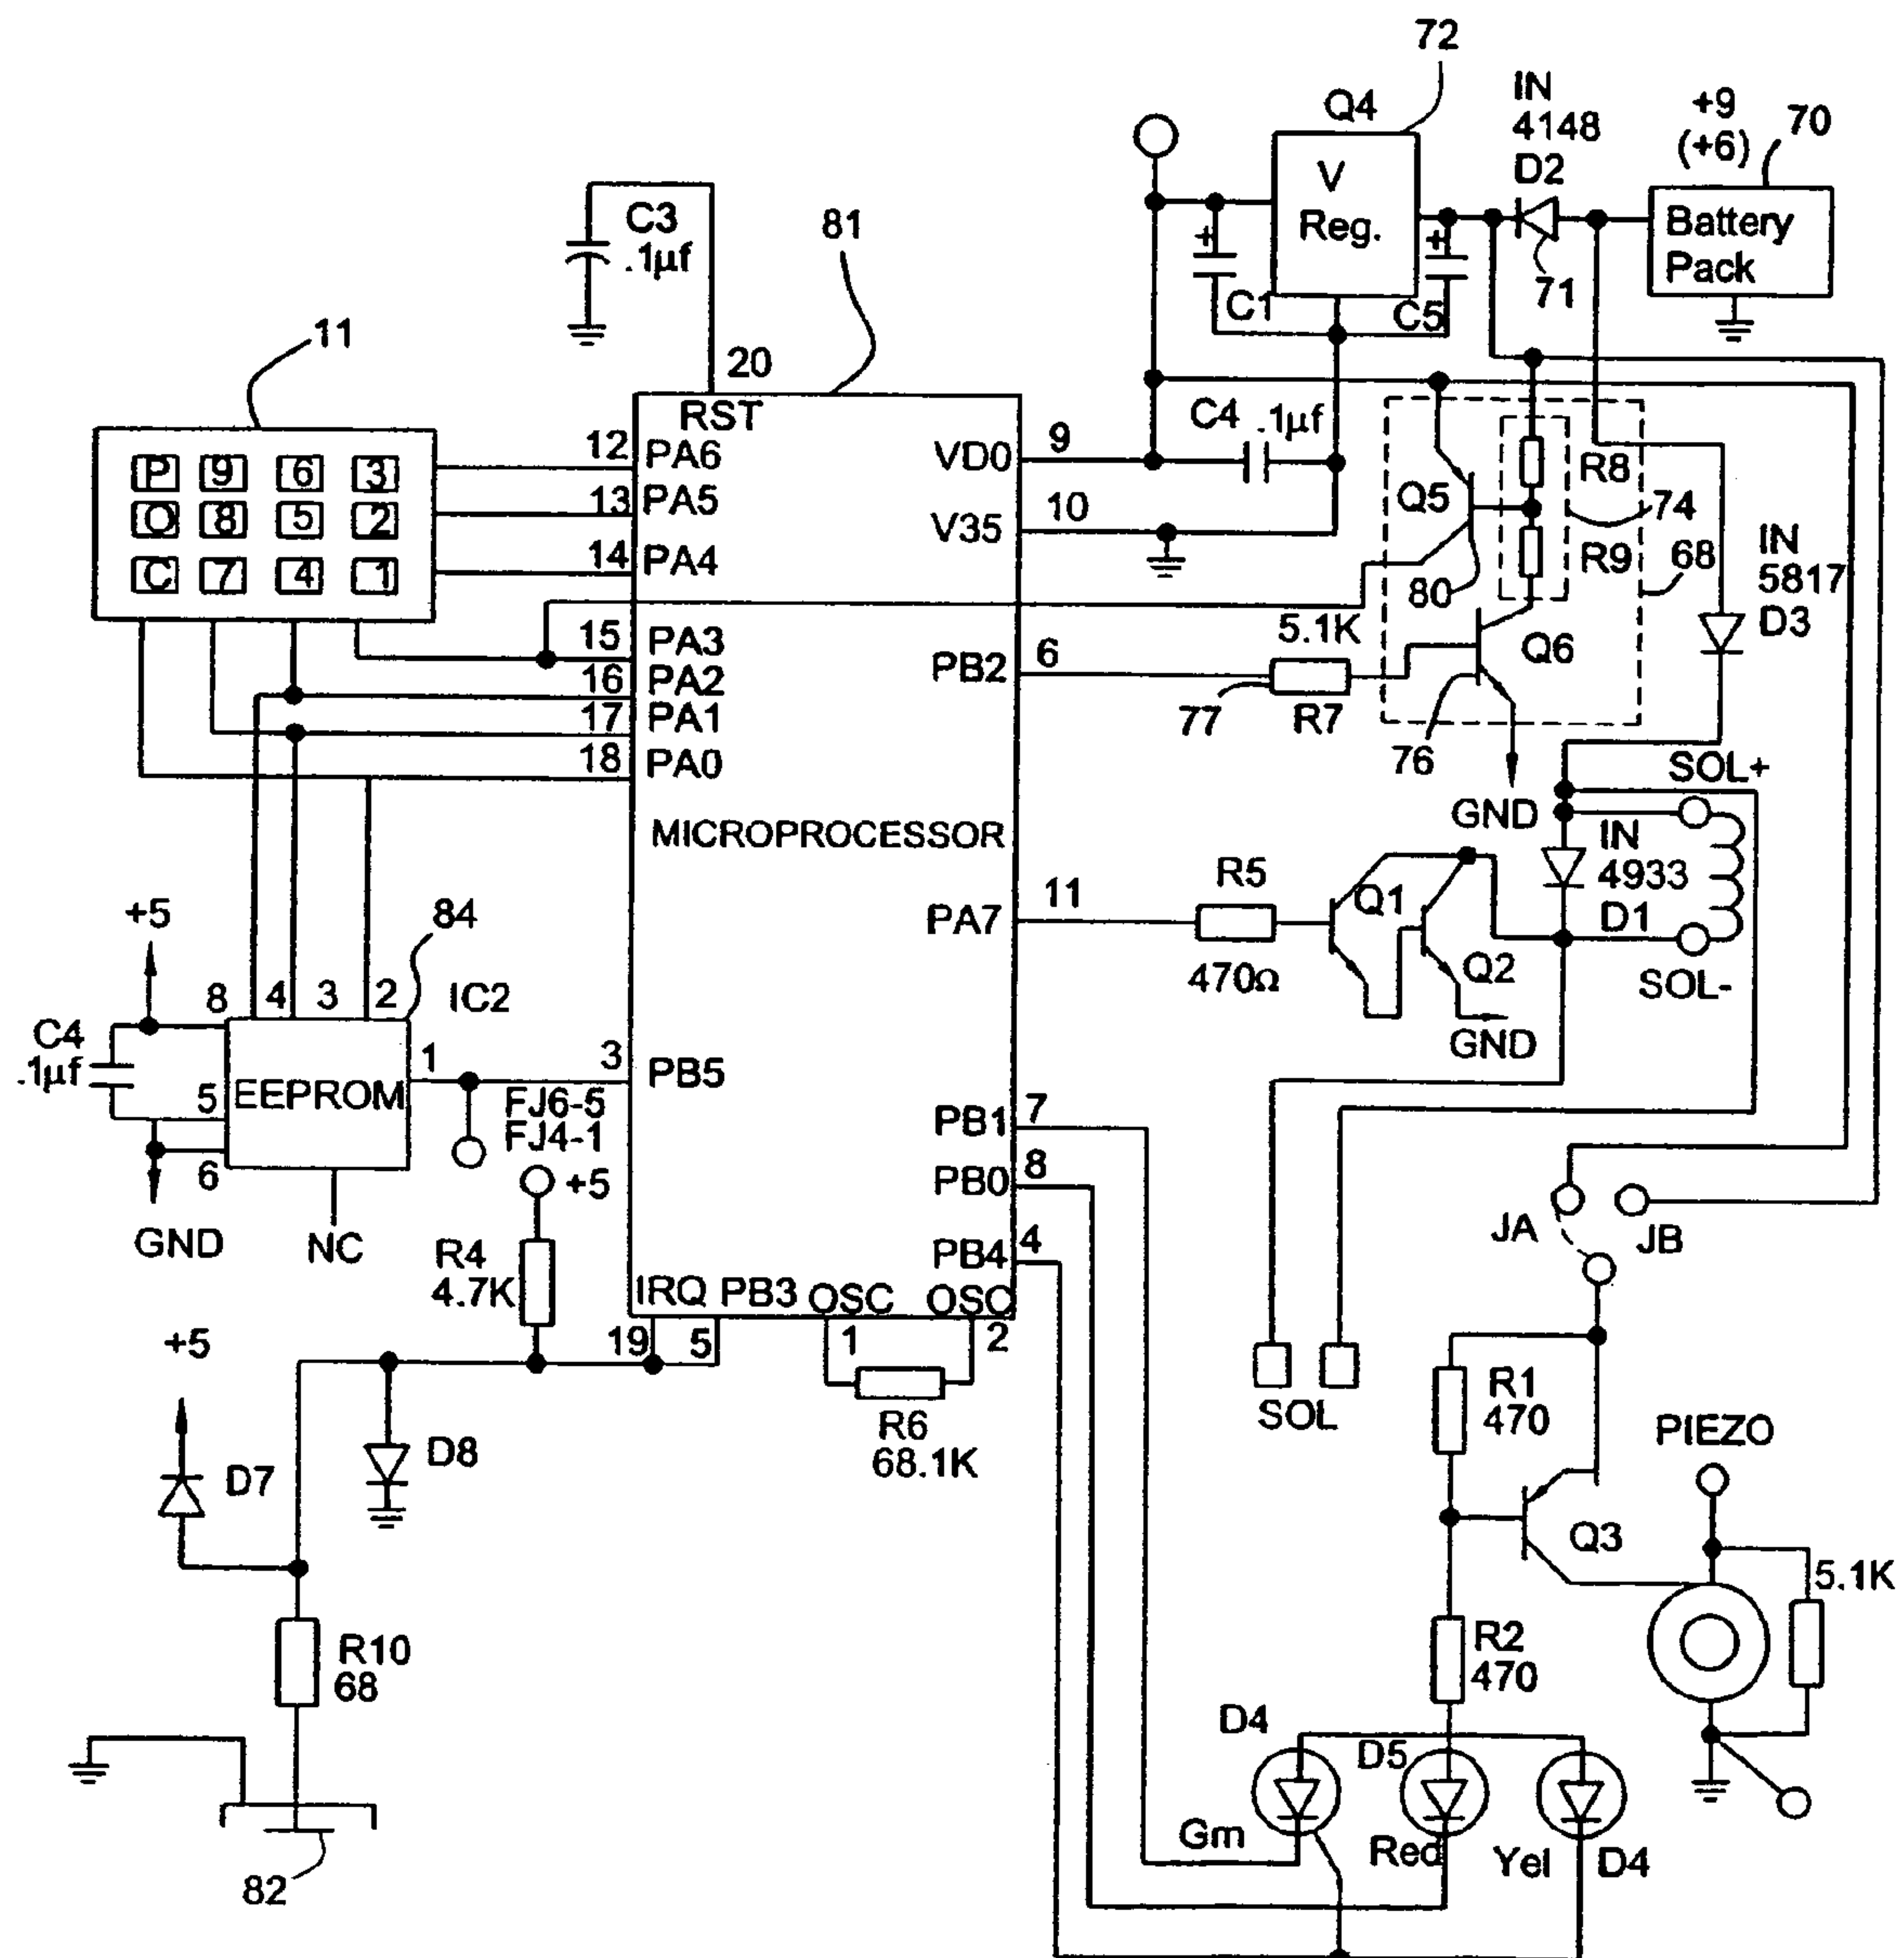 72
Q4
IN
4148
D2
+9
(+6)
70
V
Reg.
Battery
Pack
71
C1
C5
C3
.1µf
81
11
20
RST
P 9 6 3
O 8 5 2
C 7 4 1
12 PA6
13 PA5
14 PA4
15 PA3
16 PA2
17 PA1
18 PA0
VD0 9
C4 .1µf
V35 10
Q5
R8
74
R9
68
80
IN
5817
D3
5.1K
PB2 6
Q6
77
R7
76
GND
SOL+
MICROPROCESSOR
IN
4933
D1
R5
470Ω
Q1
Q2
PA7 11
SOL-
GND
+5
84
8 4 3 2
IC2
C4
.1µf
1
EEPROM
5
6
GND
NC
3 PB5
FJ6-5
FJ4-1
+5
R4
4.7K
PB1 7
PB0 8
PB4 4
IRQ PB3 OSC OSC
19 5 1 2
R6
68.1K
JA
JB
SOL
+5
D7
D8
R10
68
82
R1
470
PIEZO
Q3
5.1K
R2
470
D4
D5
Gm
Red
Yel
D4